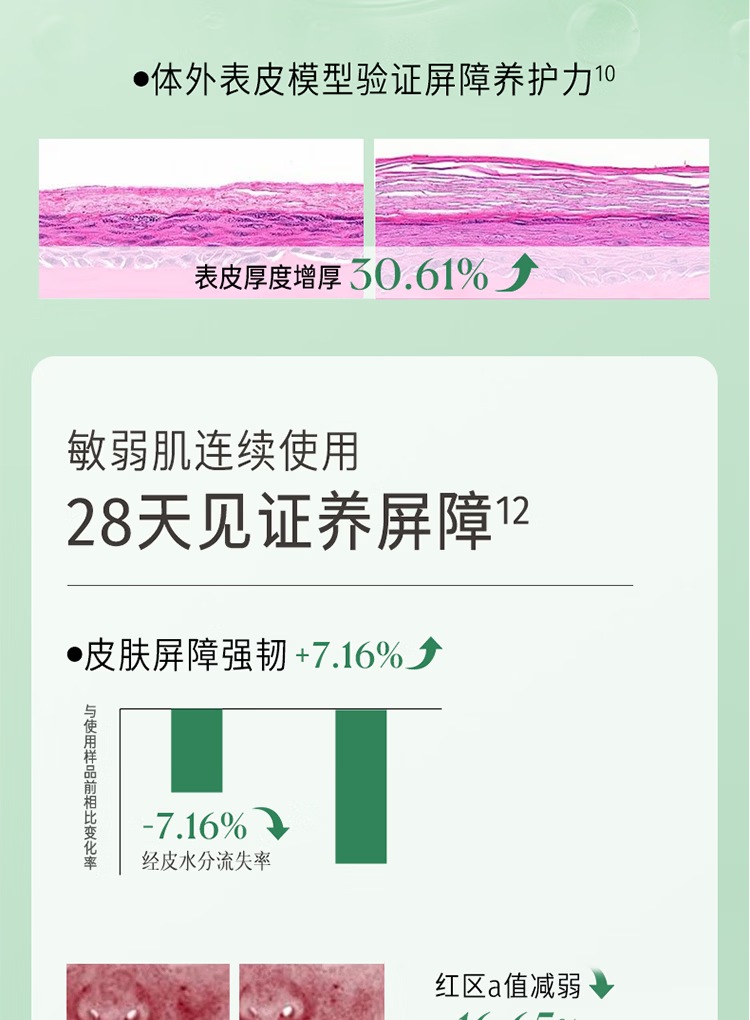 ●体外表皮模型验证屏障养护力10
表皮厚度增厚 30.61%
敏弱肌连续使用
28天见证养屏障12
●皮肤屏障强韧 +7.16%
与使用样品前相比变化率
-7.16%
经皮水分流失率
红区a值减弱